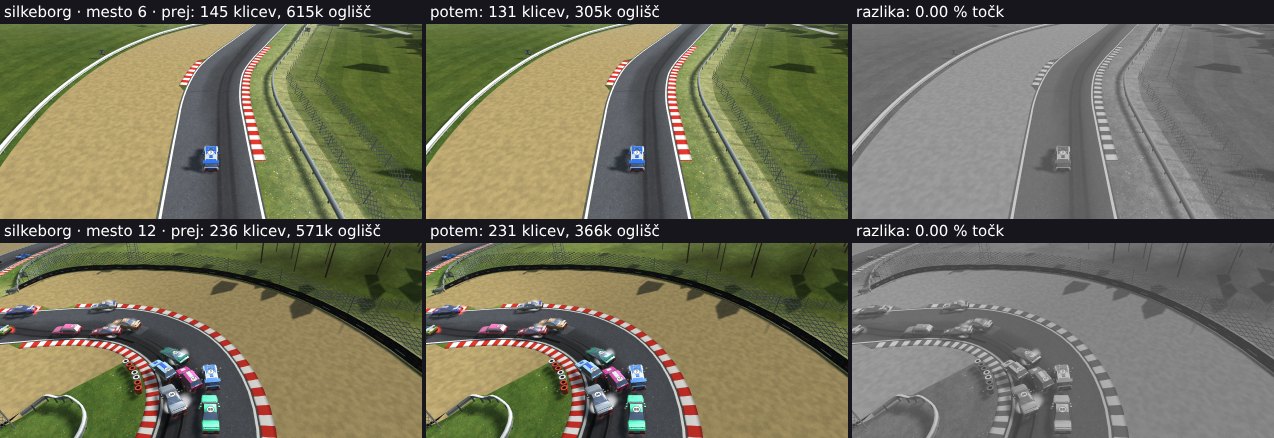 silkeborg · mesto 6 · prej: 145 klicev, 615k oglišč
potem: 131 klicev, 305k oglišč
razlika: 0.00 % točk
silkeborg · mesto 12 · prej: 236 klicev, 571k oglišč
potem: 231 klicev, 366k oglišč
razlika: 0.00 % točk